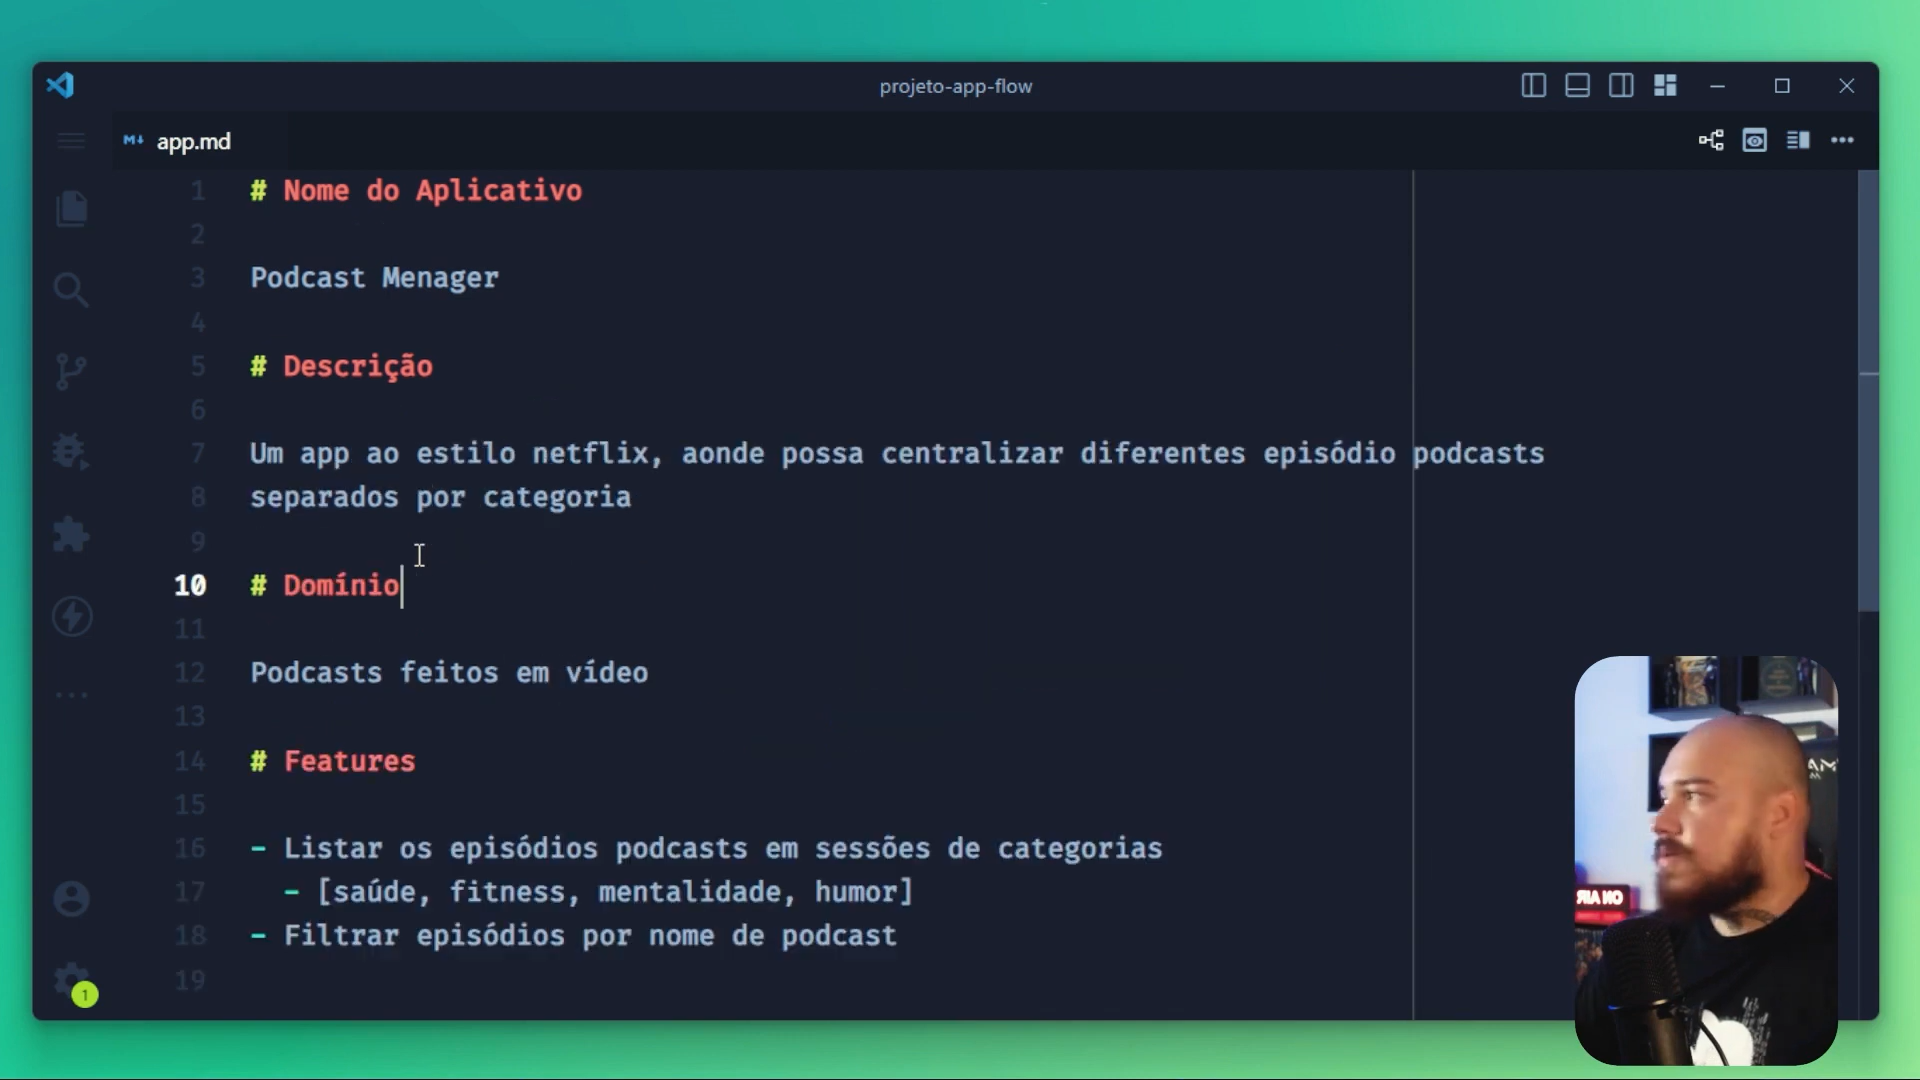 projeto-app-flow
M↓ app.md
1 # Nome do Aplicativo
2
3 Podcast Menager
4
5 # Descrição
6
7 Um app ao estilo netflix, aonde possa centralizar diferentes episódio podcasts
8 separados por categoria
9
10 # Domínio
11
12 Podcasts feitos em vídeo
13
14 # Features
15
16 - Listar os episódios podcasts em sessões de categorias
17 - [saúde, fitness, mentalidade, humor]
18 - Filtrar episódios por nome de podcast
19
1
ON AIR